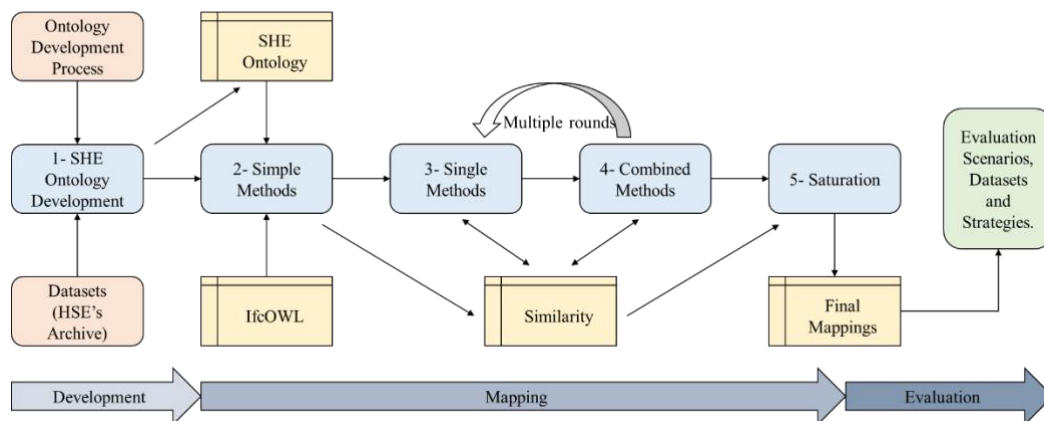 Ontology
Development
Process
SHE
Ontology
Multiple rounds
1- SHE
Ontology
Development
2- Simple
Methods
3- Single
Methods
4- Combined
Methods
5- Saturation
Evaluation
Scenarios,
Datasets
and
Strategies.
Datasets
(HSE's
Archive)
IfcOWL
Similarity
Final
Mappings
Development
Mapping
Evaluation